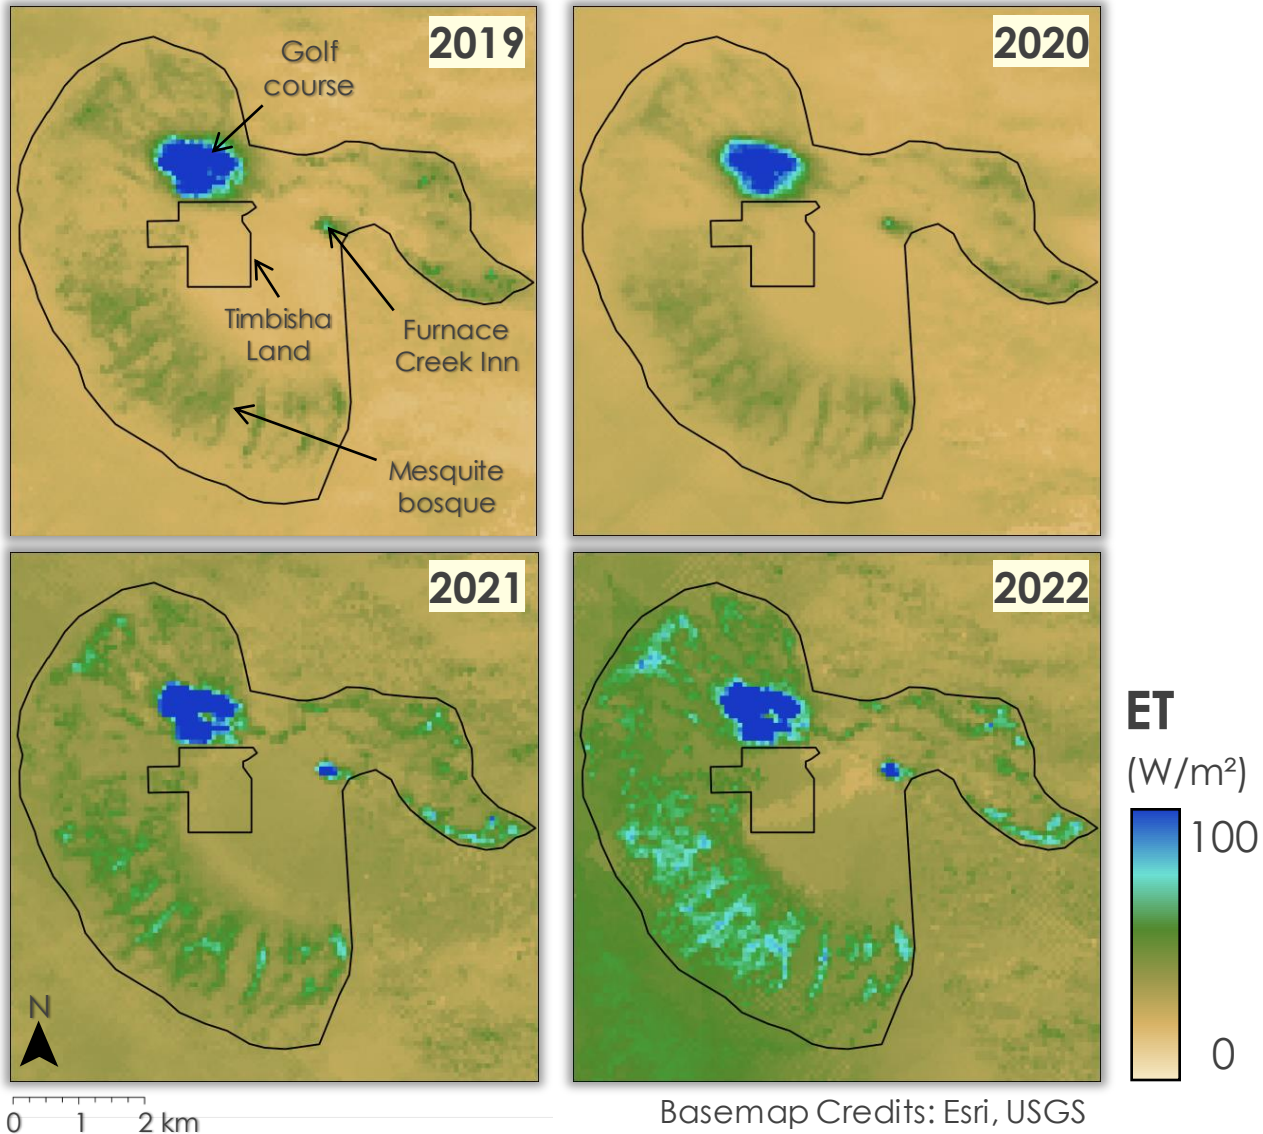 2019
Golf
course
Timbisha
Land
Furnace
Creek Inn
Mesquite
bosque
2020
2021
N
2022
ET
(W/m²)
100
0
0 1 2 km
Basemap Credits: Esri, USGS